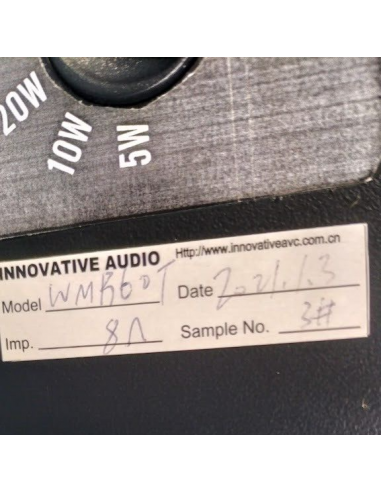 20W
10W
5W
INNOVATIVE AUDIO Http://www.innovativeavc.com.cn
Model WMB60T Date 2021.1.3
Imp. 8Ω Sample No. 3#